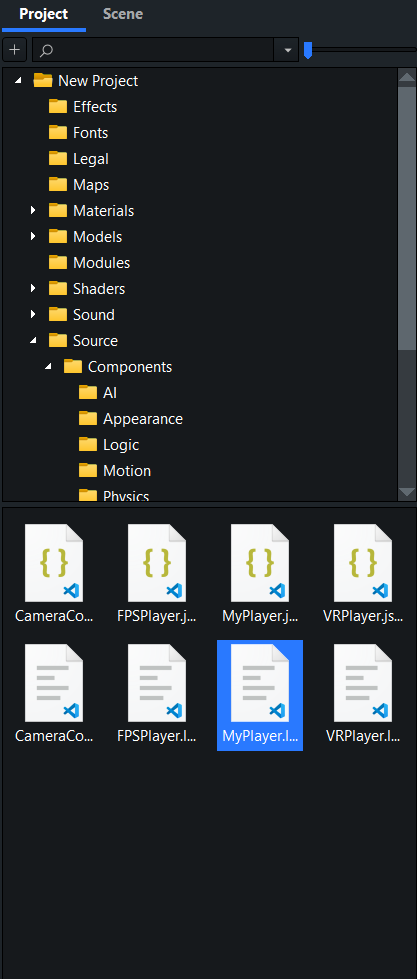 Project Scene
New Project
Effects
Fonts
Legal
Maps
Materials
Models
Modules
Shaders
Sound
Source
Components
AI
Appearance
Logic
Motion
Physics
CameraCo... FPSPlayer.j... MyPlayer.j... VRPlayer.js...
CameraCo... FPSPlayer.l... MyPlayer.l... VRPlayer.l...